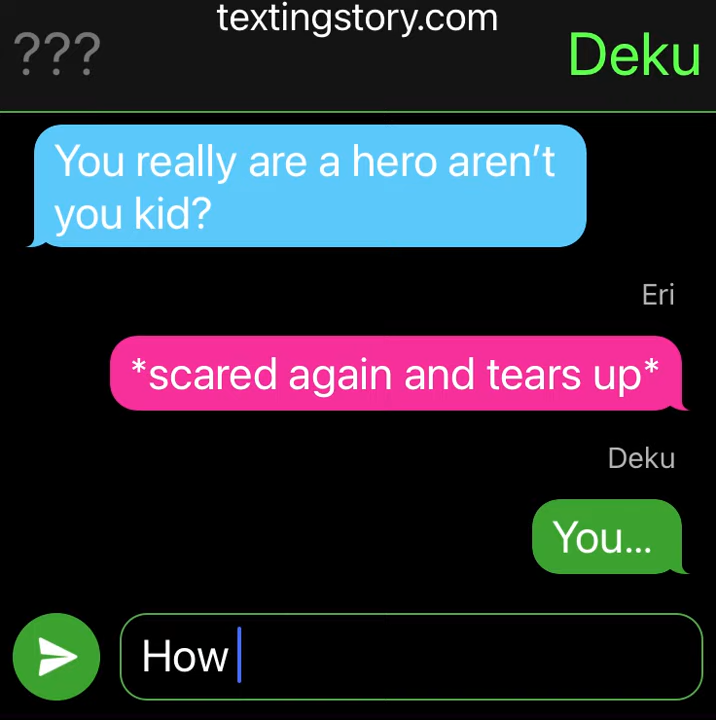 textingstory.com
???
Deku
You really are a hero aren’t
you kid?
Eri
*scared again and tears up*
Deku
You...
How